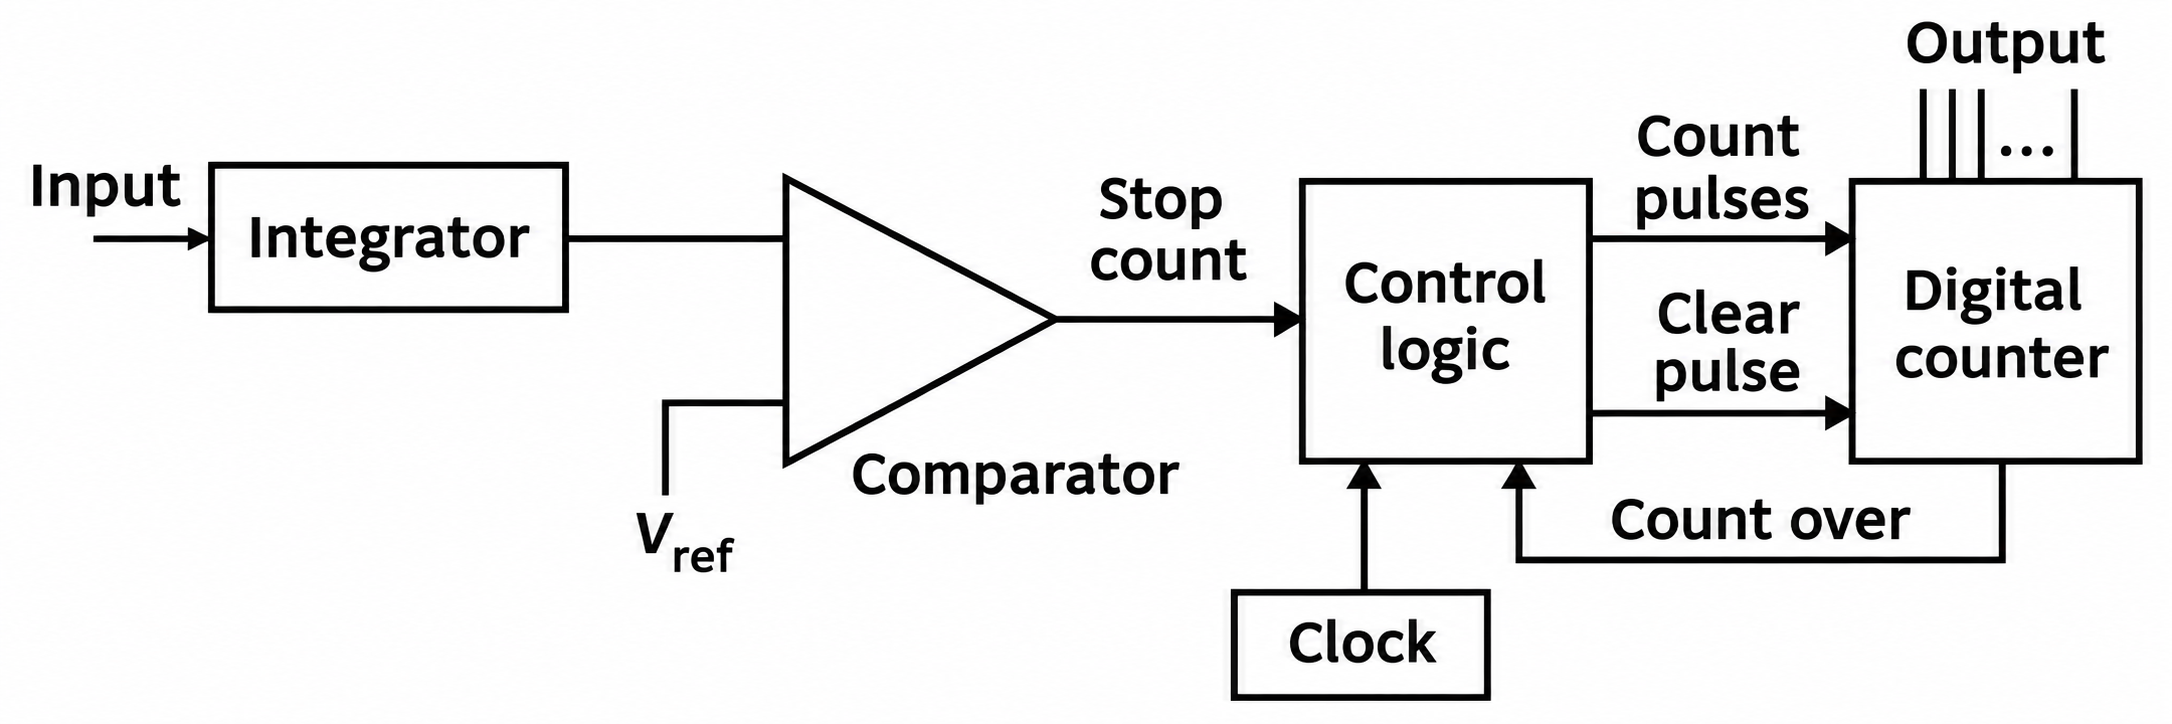 Output
Input
Integrator
Stop
count
Count
pulses
Control
logic
Clear
pulse
Digital
counter
Vref
Comparator
Count over
Clock
...